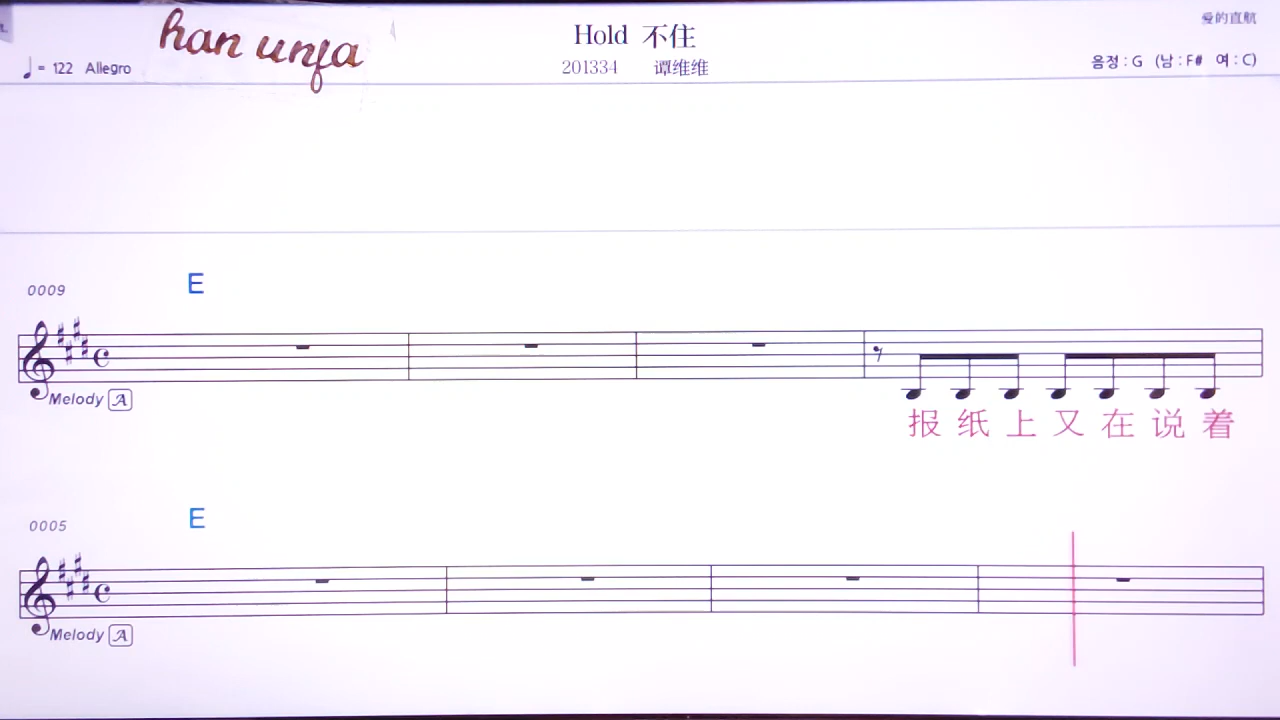 han unfa
Hold 不住
爱的直航
♩= 122 Allegro
201334 谭维维
음정 : G (남 : F# 여 : C)
0009
E
Melody A
报 纸 上 又 在 说 着
0005
E
Melody A